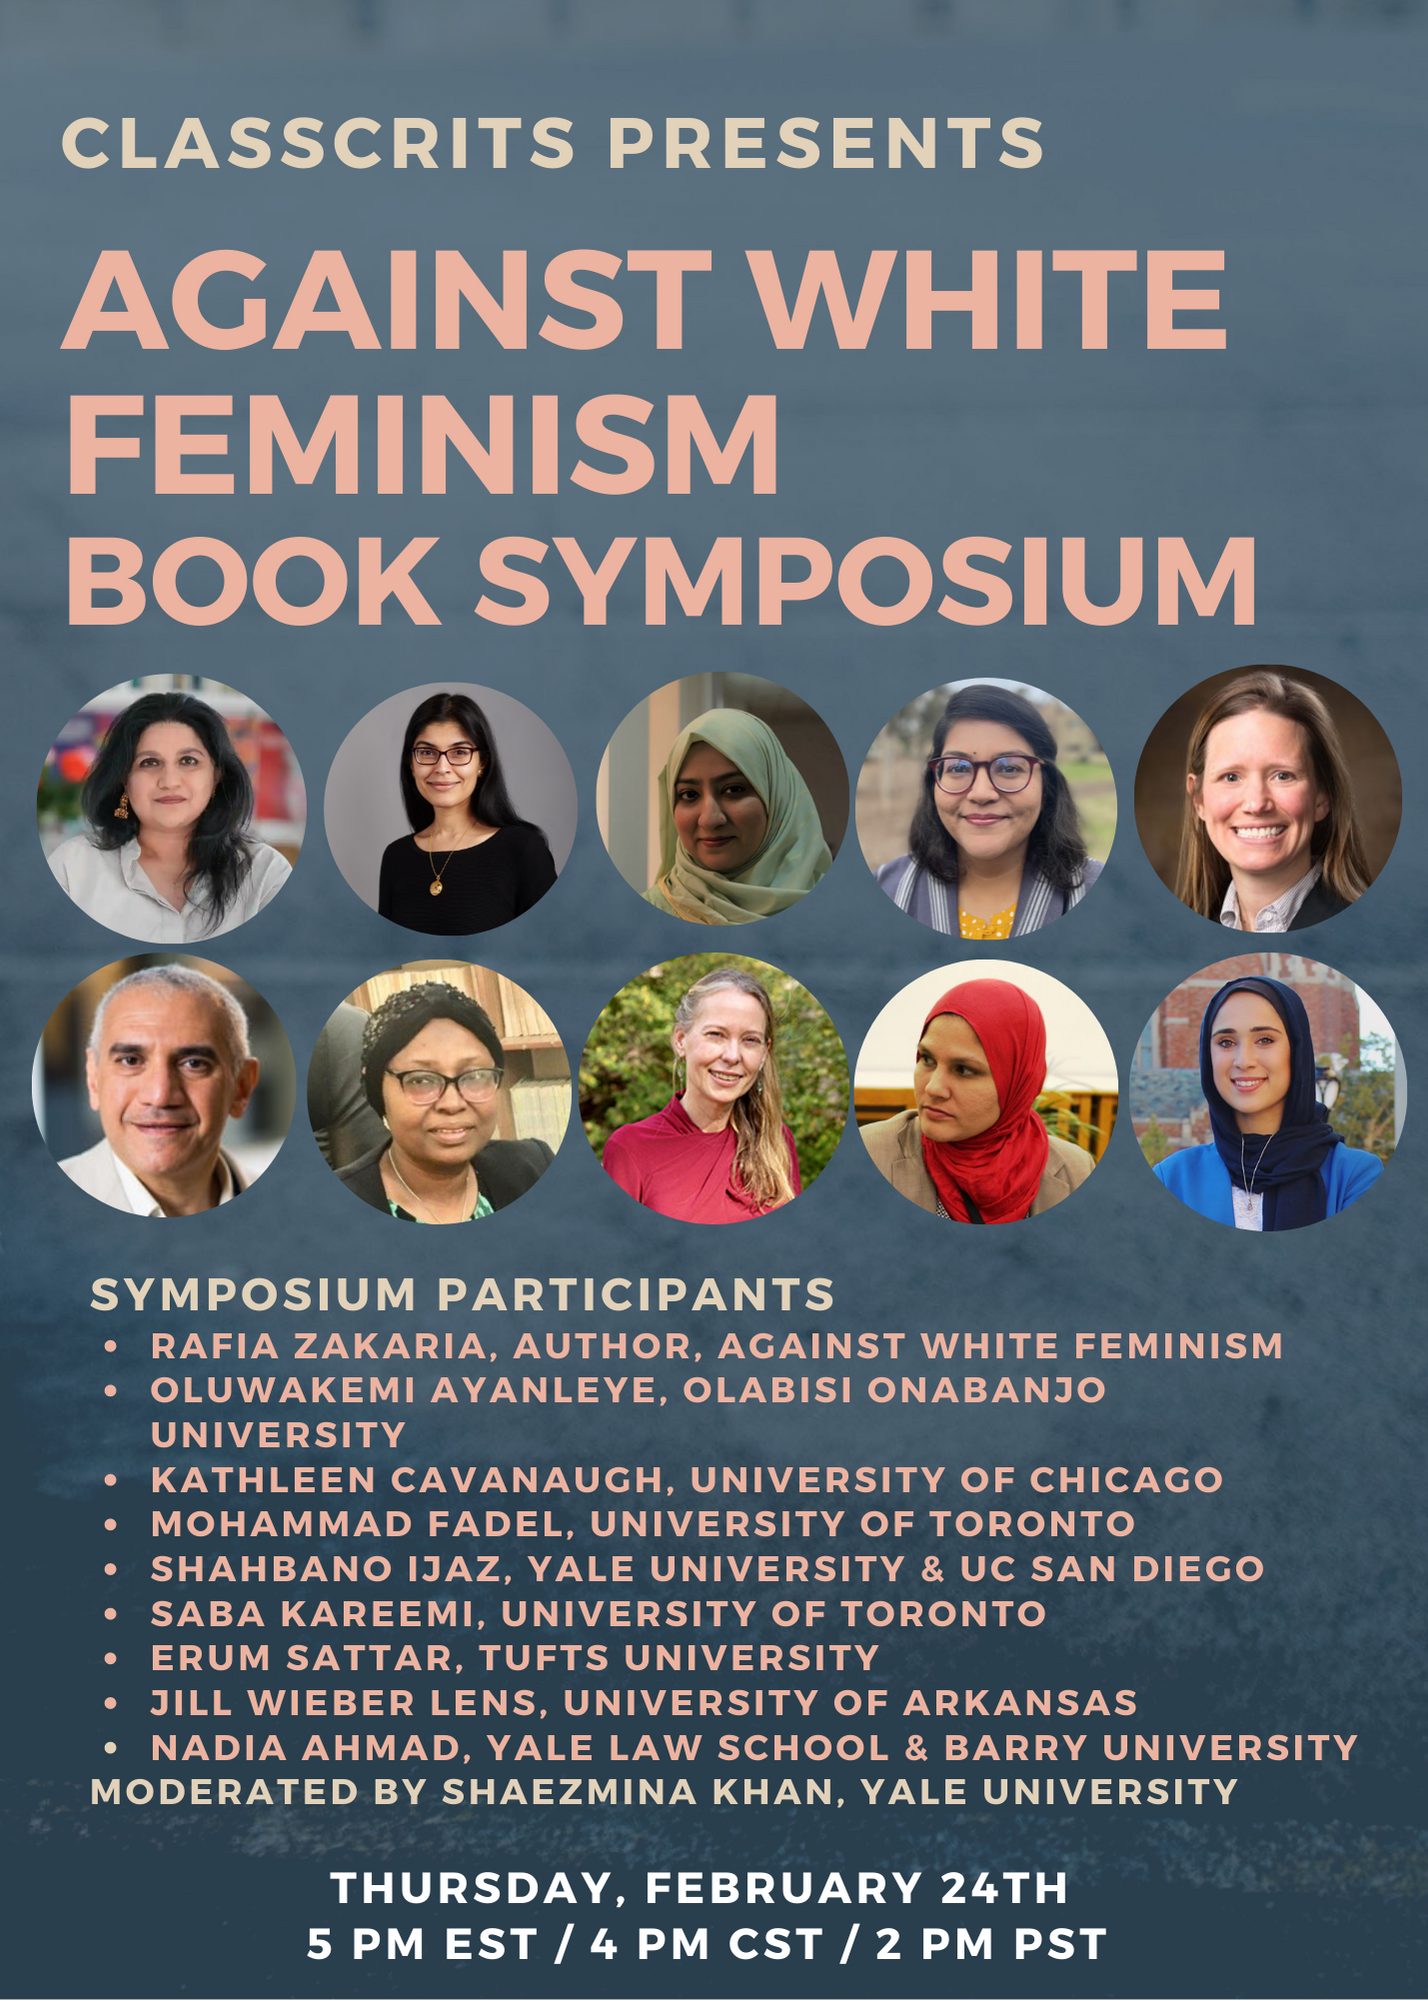 CLASSCRITS PRESENTS
AGAINST WHITE
FEMINISM
BOOK SYMPOSIUM
SYMPOSIUM PARTICIPANTS
• RAFIA ZAKARIA, AUTHOR, AGAINST WHITE FEMINISM
• OLUWAKEMI AYANLEYE, OLABISI ONABANJO
UNIVERSITY
• KATHLEEN CAVANAUGH, UNIVERSITY OF CHICAGO
• MOHAMMAD FADEL, UNIVERSITY OF TORONTO
• SHAHBANO IJAZ, YALE UNIVERSITY & UC SAN DIEGO
• SABA KAREEMI, UNIVERSITY OF TORONTO
• ERUM SATTAR, TUFTS UNIVERSITY
• JILL WIEBER LENS, UNIVERSITY OF ARKANSAS
• NADIA AHMAD, YALE LAW SCHOOL & BARRY UNIVERSITY
MODERATED BY SHAEZMINA KHAN, YALE UNIVERSITY
THURSDAY, FEBRUARY 24TH
5 PM EST / 4 PM CST / 2 PM PST